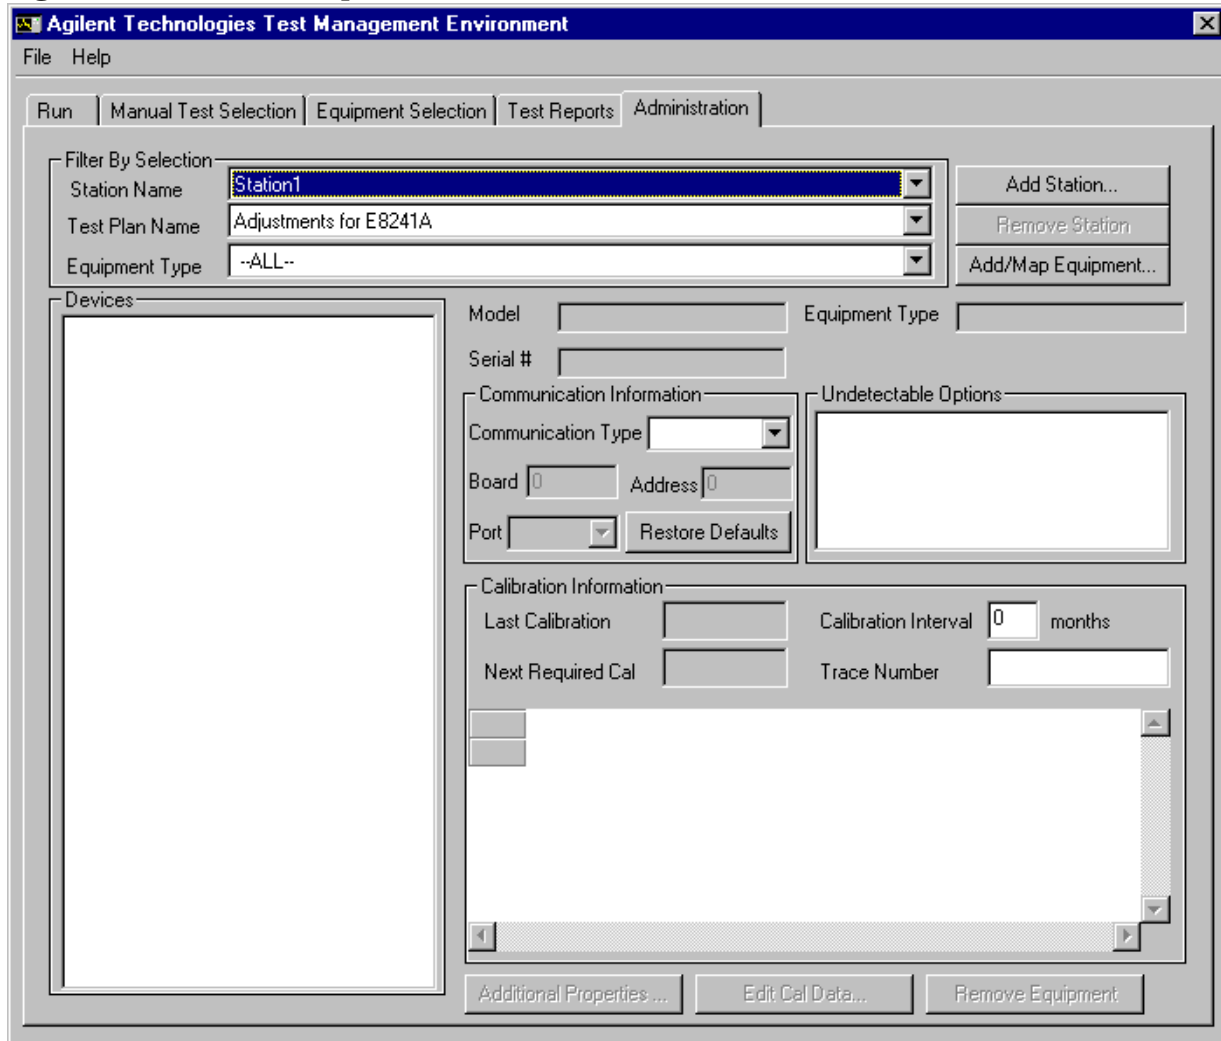 Agilent Technologies Test Management Environment
File Help
Run Manual Test Selection Equipment Selection Test Reports Administration
Filter By Selection
Station Name Station1 Add Station...
Test Plan Name Adjustments for E8241A Remove Station
Equipment Type --ALL-- Add/Map Equipment...
Devices
Model Equipment Type
Serial #
Communication Information Undetectable Options
Communication Type
Board 0 Address 0
Port Restore Defaults
Calibration Information
Last Calibration Calibration Interval 0 months
Next Required Cal Trace Number
Additional Properties ... Edit Cal Data... Remove Equipment